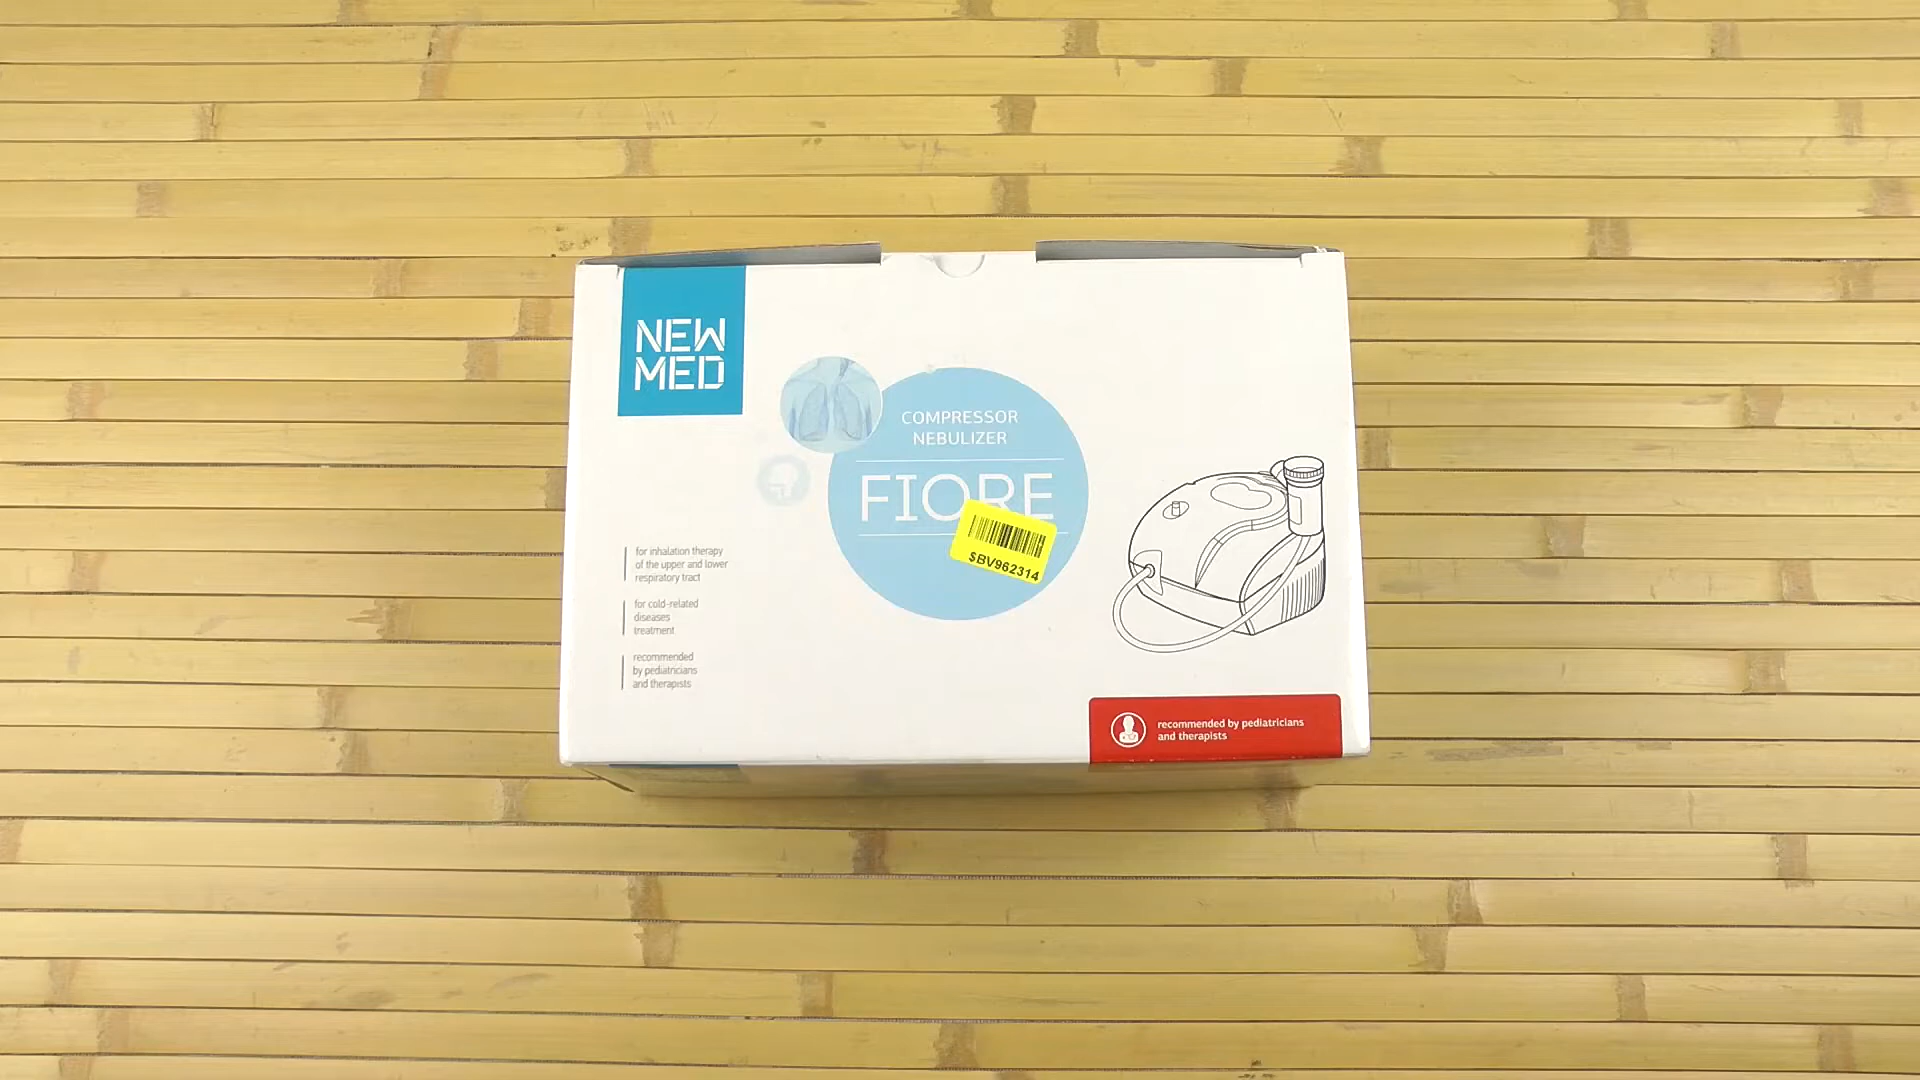 NEW
MED
COMPRESSOR
NEBULIZER
FIORE
$BV962314
for inhalation therapy
of the upper and lower
respiratory tract
for cold-related
diseases
treatment
recommended
by pediatricians
and therapists
recommended by pediatricians
and therapists